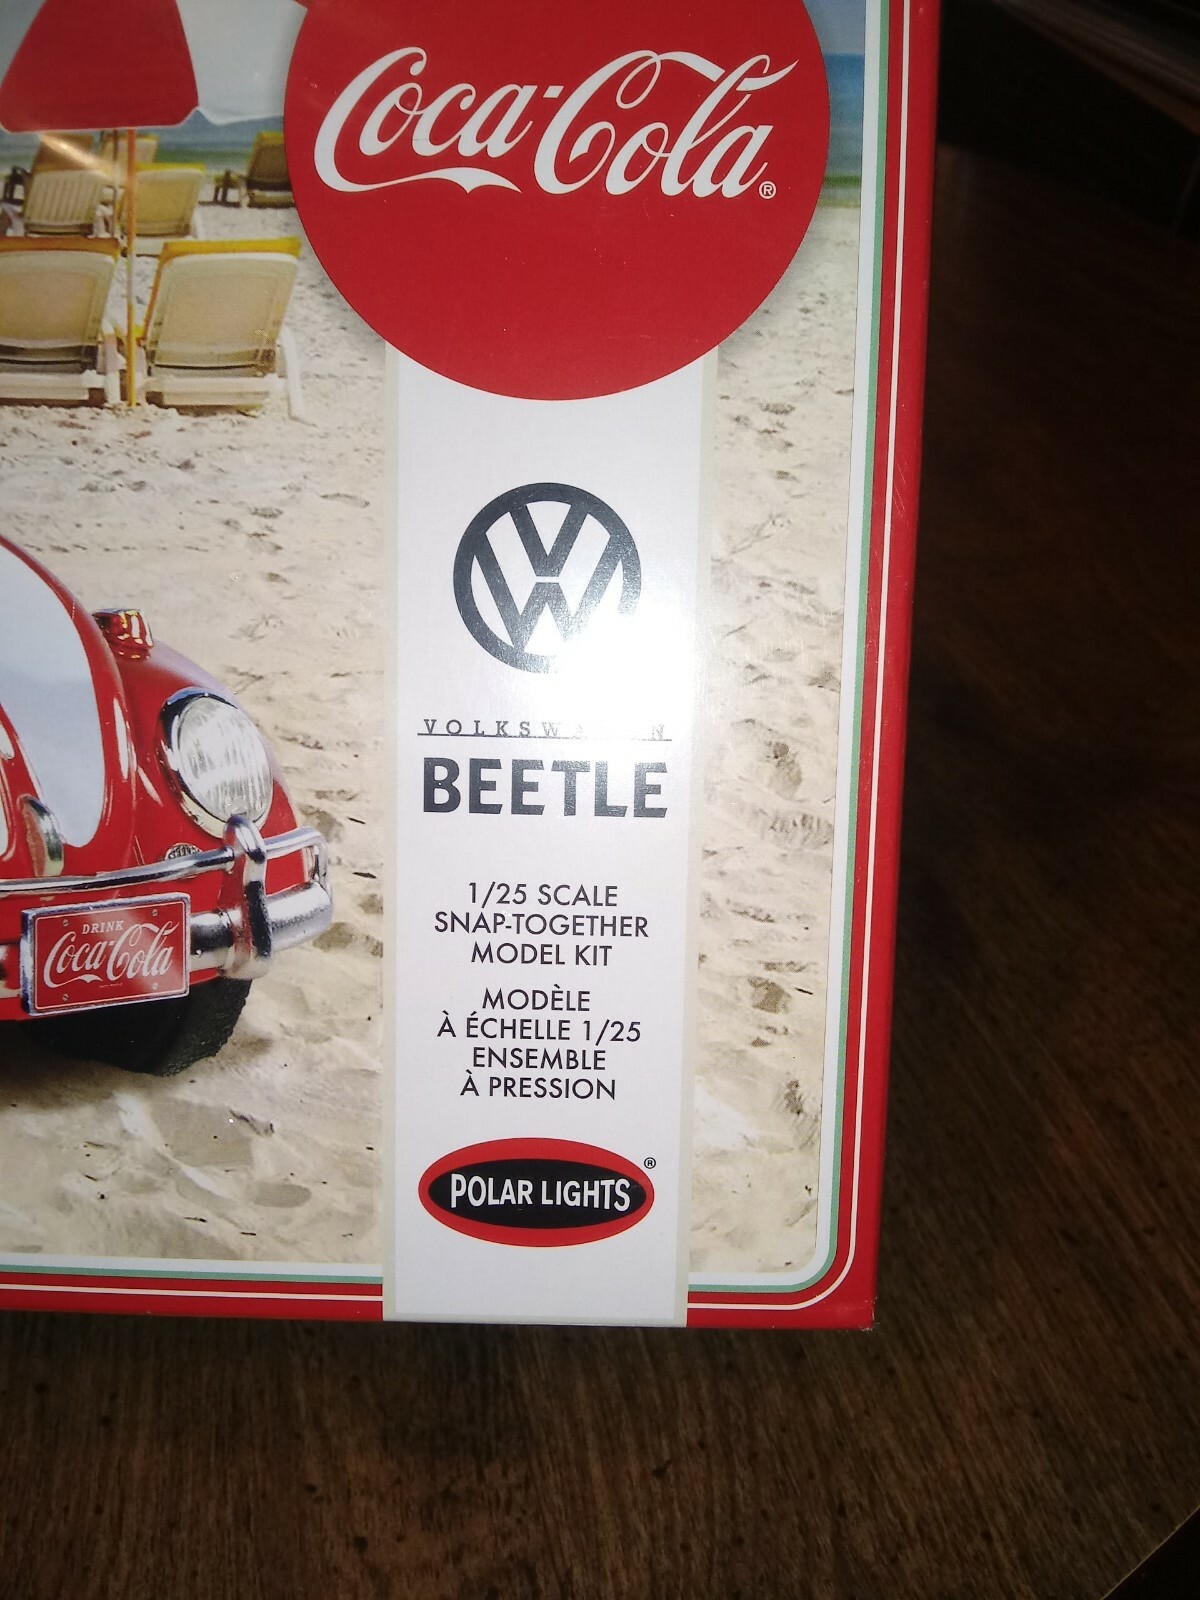 Coca-Cola®
VOLKSWAGEN
BEETLE
1/25 SCALE
SNAP-TOGETHER
MODEL KIT
MODÈLE
À ÉCHELLE 1/25
ENSEMBLE
À PRESSION
POLAR LIGHTS®
DRINK
Coca-Cola